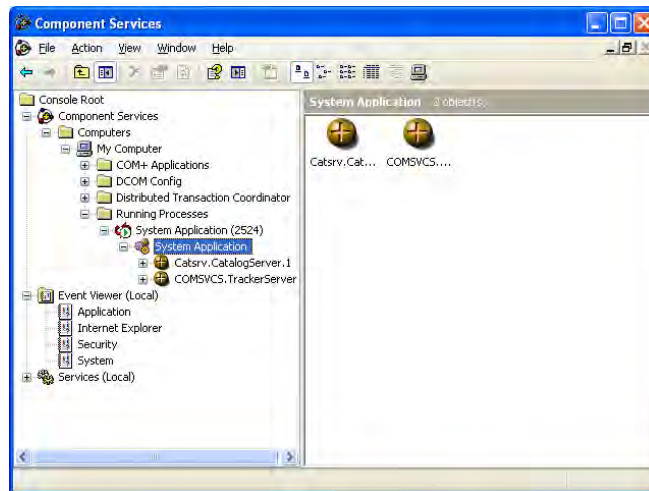 Component Services
File Action View Window Help
Console Root
Component Services
Computers
My Computer
COM+ Applications
DCOM Config
Distributed Transaction Coordinator
Running Processes
System Application (2524)
System Application
Catsrv.CatalogServer.1
COMSVCS.TrackerServer
Event Viewer (Local)
Application
Internet Explorer
Security
System
Services (Local)
System Application 2 object(s)
Catsrv.Cat... COMSVCS....